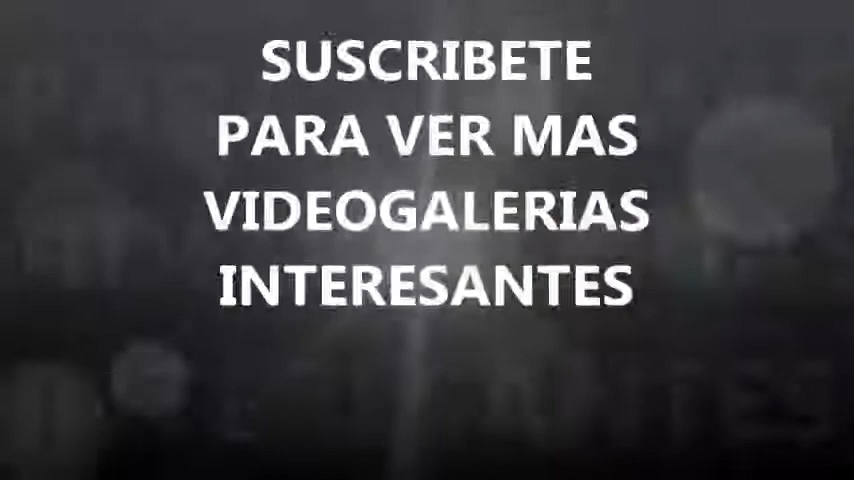 SUSCRIBETE
PARA VER MAS
VIDEOGALERIAS
INTERESANTES